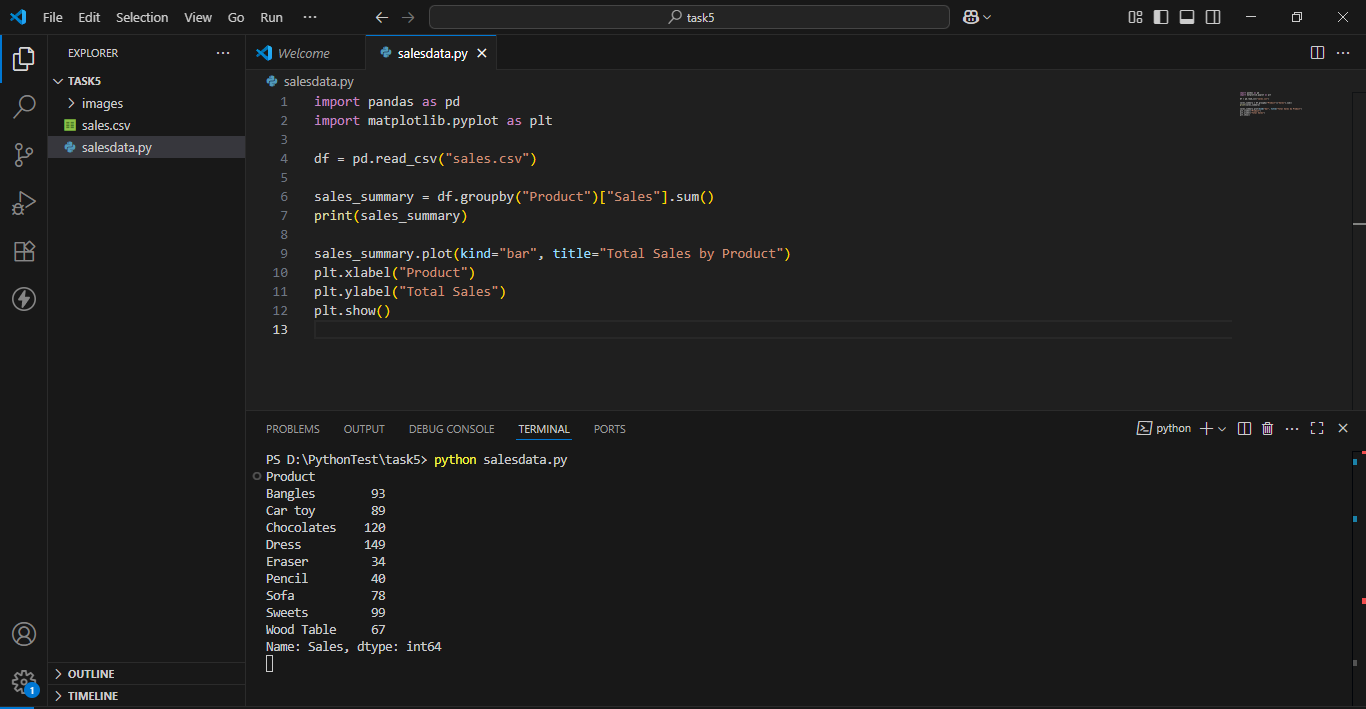 File Edit Selection View Go Run ··· task5
EXPLORER ···
TASK5
images
sales.csv
salesdata.py
OUTLINE
TIMELINE
1
Welcome salesdata.py
salesdata.py
1 import pandas as pd
2 import matplotlib.pyplot as plt
3
4 df = pd.read_csv("sales.csv")
5
6 sales_summary = df.groupby("Product")["Sales"].sum()
7 print(sales_summary)
8
9 sales_summary.plot(kind="bar", title="Total Sales by Product")
10 plt.xlabel("Product")
11 plt.ylabel("Total Sales")
12 plt.show()
13
PROBLEMS OUTPUT DEBUG CONSOLE TERMINAL PORTS python
PS D:\PythonTest\task5> python salesdata.py
Product
Bangles 93
Car toy 89
Chocolates 120
Dress 149
Eraser 34
Pencil 40
Sofa 78
Sweets 99
Wood Table 67
Name: Sales, dtype: int64